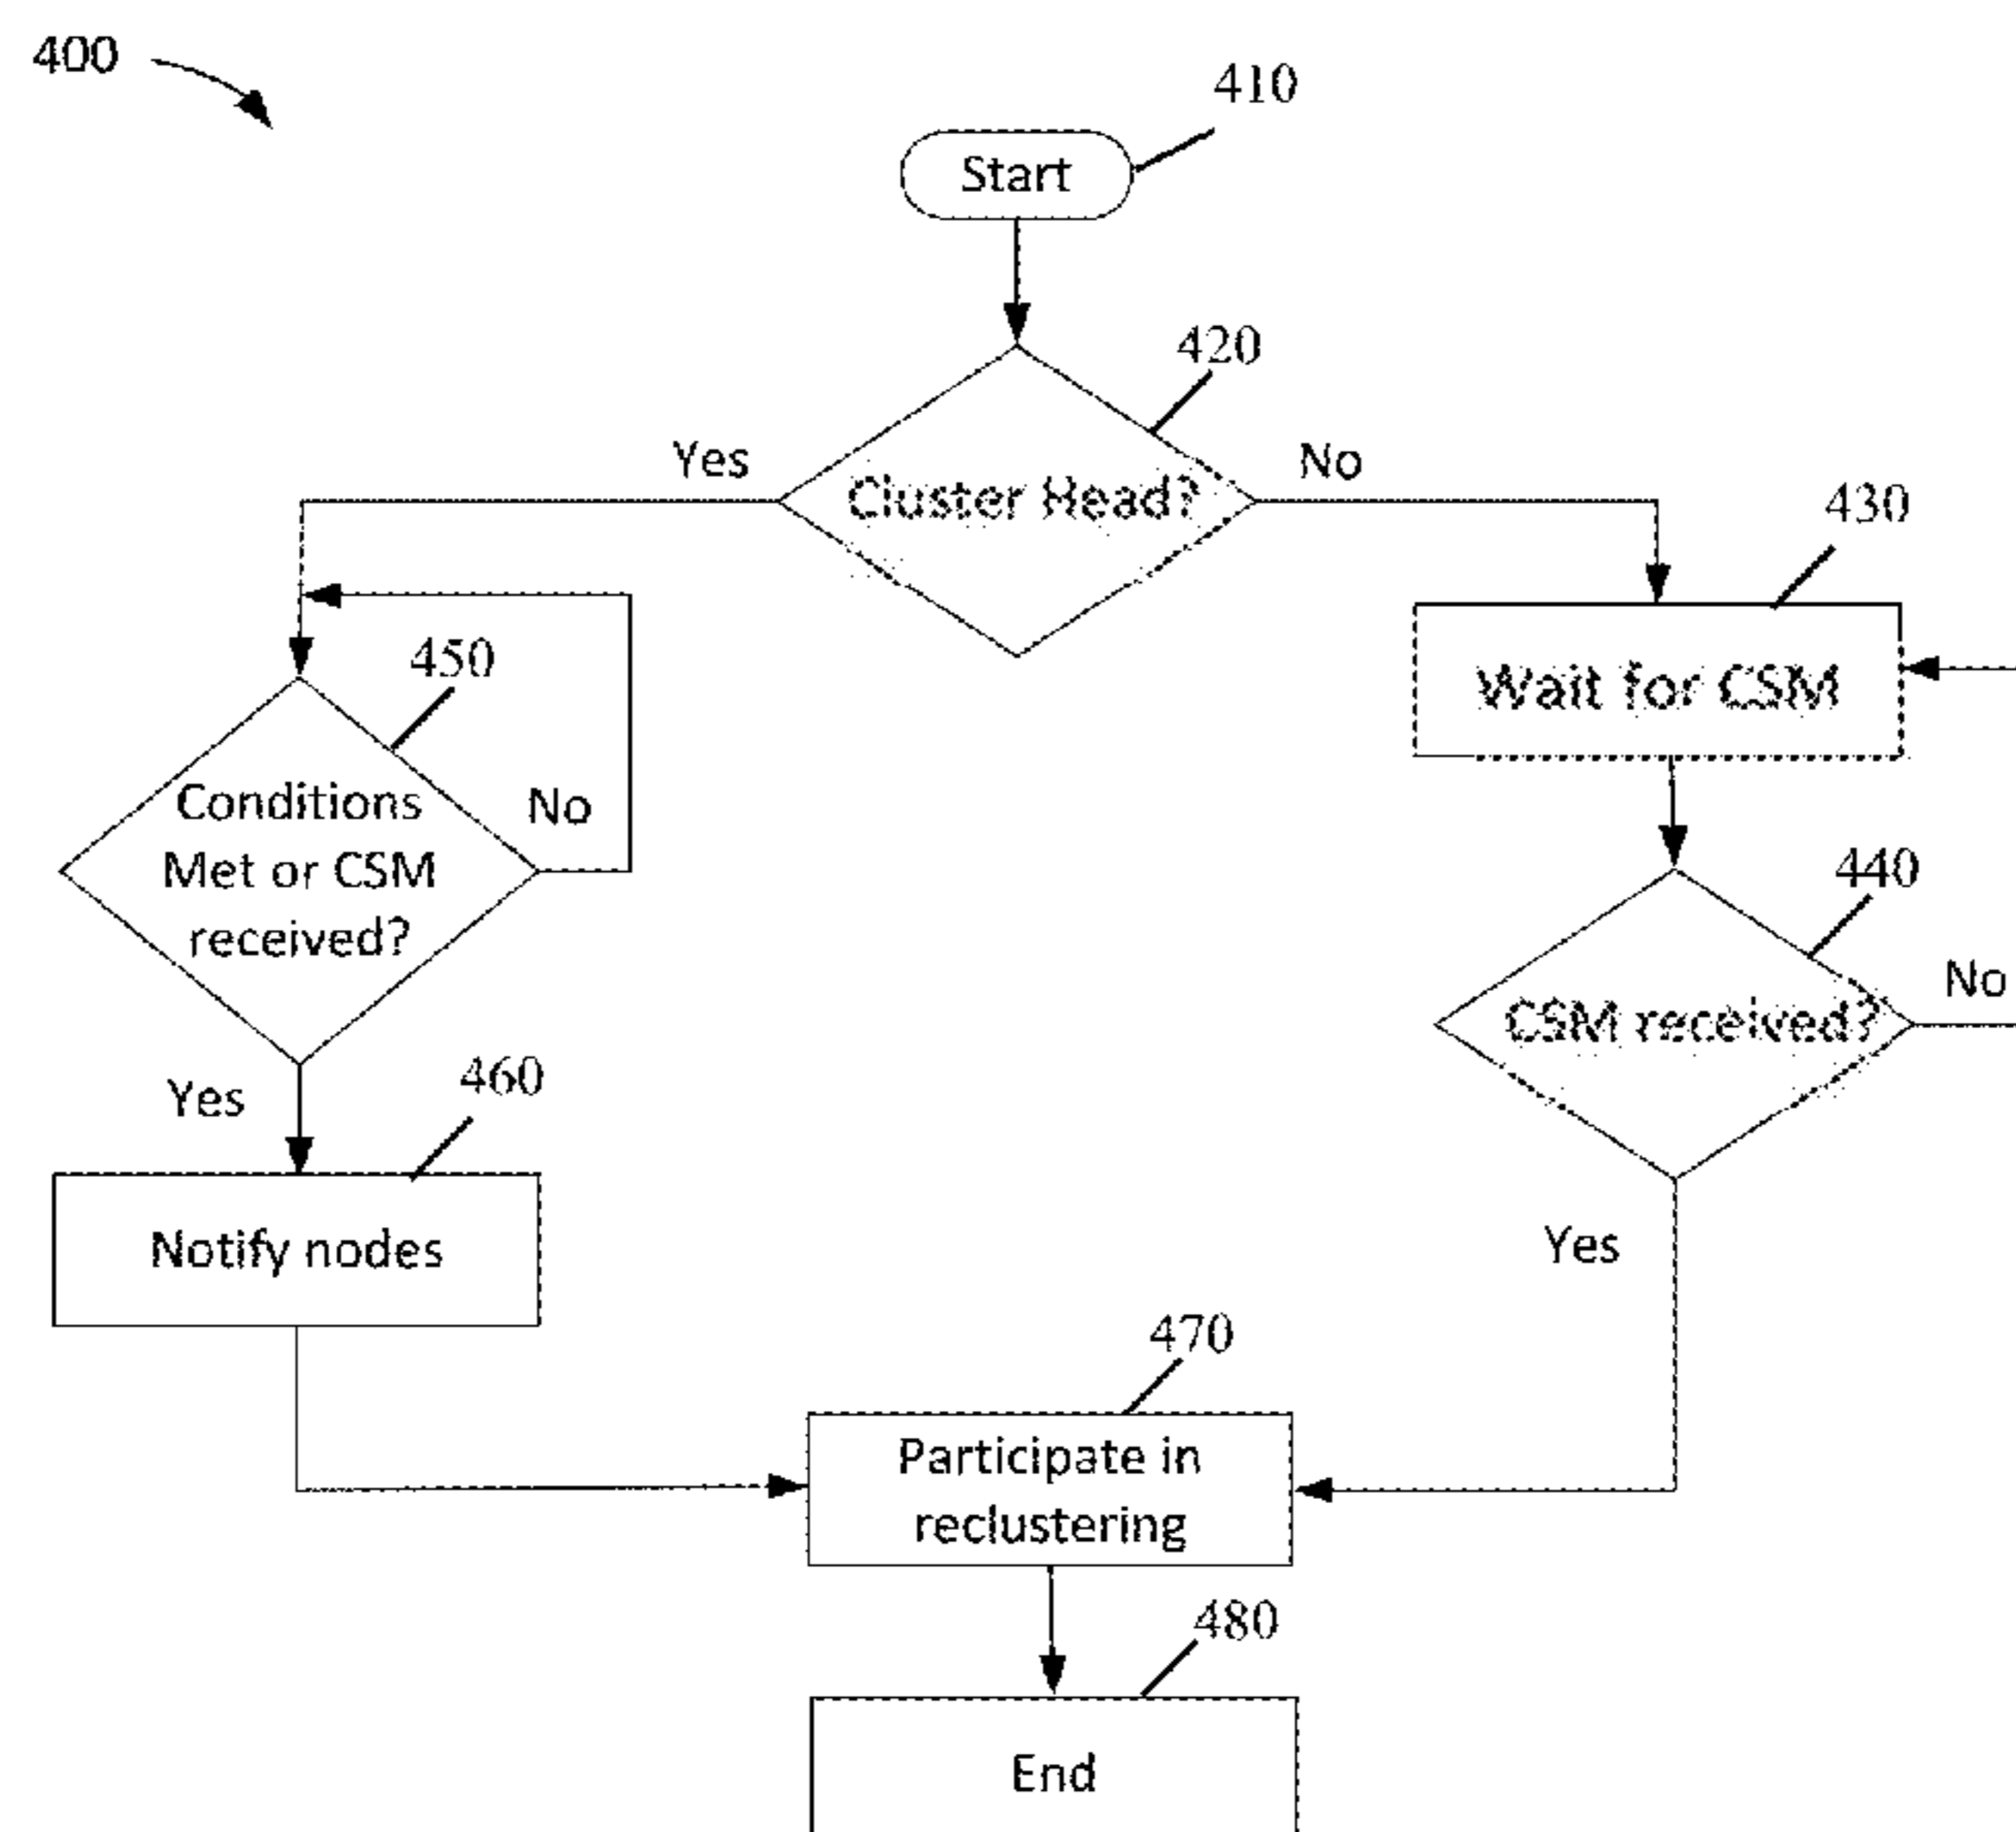 400
410
Start
420
Yes
Cluster Head?
No
430
Wait for CSM
450
Conditions
Met or CSM
received?
No
440
CSM received?
No
Yes
460
Notify nodes
Yes
470
Participate in
reclustering
480
End